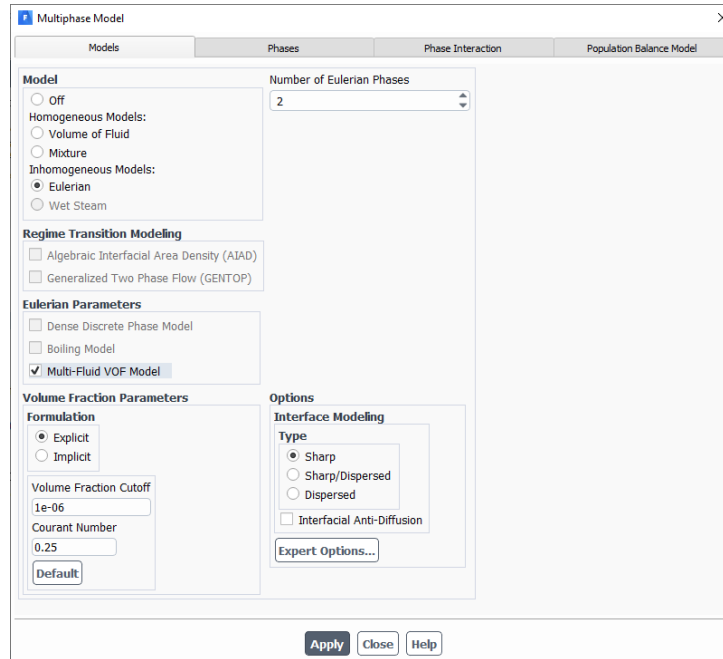 Multiphase Model
Models
Phases
Phase Interaction
Population Balance Model
Model
Off
Homogeneous Models:
Volume of Fluid
Mixture
Inhomogeneous Models:
Eulerian
Wet Steam
Number of Eulerian Phases
2
Regime Transition Modeling
Algebraic Interfacial Area Density (AIAD)
Generalized Two Phase Flow (GENTOP)
Eulerian Parameters
Dense Discrete Phase Model
Boiling Model
Multi-Fluid VOF Model
Volume Fraction Parameters
Formulation
Explicit
Implicit
Volume Fraction Cutoff
1e-06
Courant Number
0.25
Default
Options
Interface Modeling
Type
Sharp
Sharp/Dispersed
Dispersed
Interfacial Anti-Diffusion
Expert Options...
Apply
Close
Help